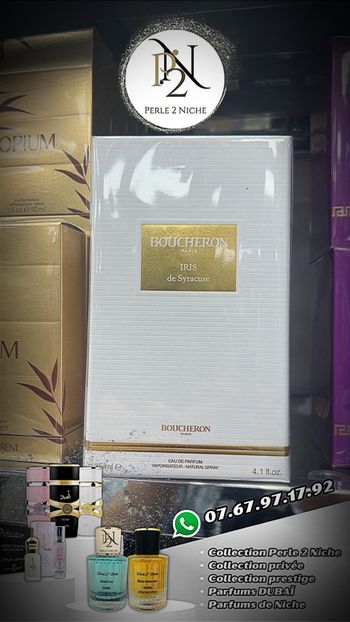 PDN
2
PERLE 2 NICHE
OPIUM
BOUCHERON
PARIS
IRIS
de Syracuse
BOUCHERON
PARIS
EAU DE PARFUM
VAPORISATEUR - NATURAL SPRAY
4.1 fl.oz.
07.67.97.17.92
• Collection Perle 2 Niche
• Collection privée
• Collection prestige
• Parfums DUBAÏ
• Parfums de Niche